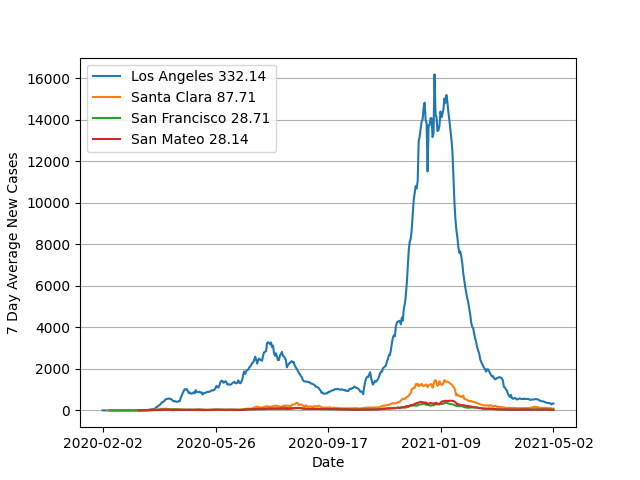 Los Angeles 332.14
Santa Clara 87.71
San Francisco 28.71
San Mateo 28.14
16000
14000
12000
10000
8000
6000
4000
2000
0
7 Day Average New Cases
2020-02-02
2020-05-26
2020-09-17
2021-01-09
2021-05-02
Date